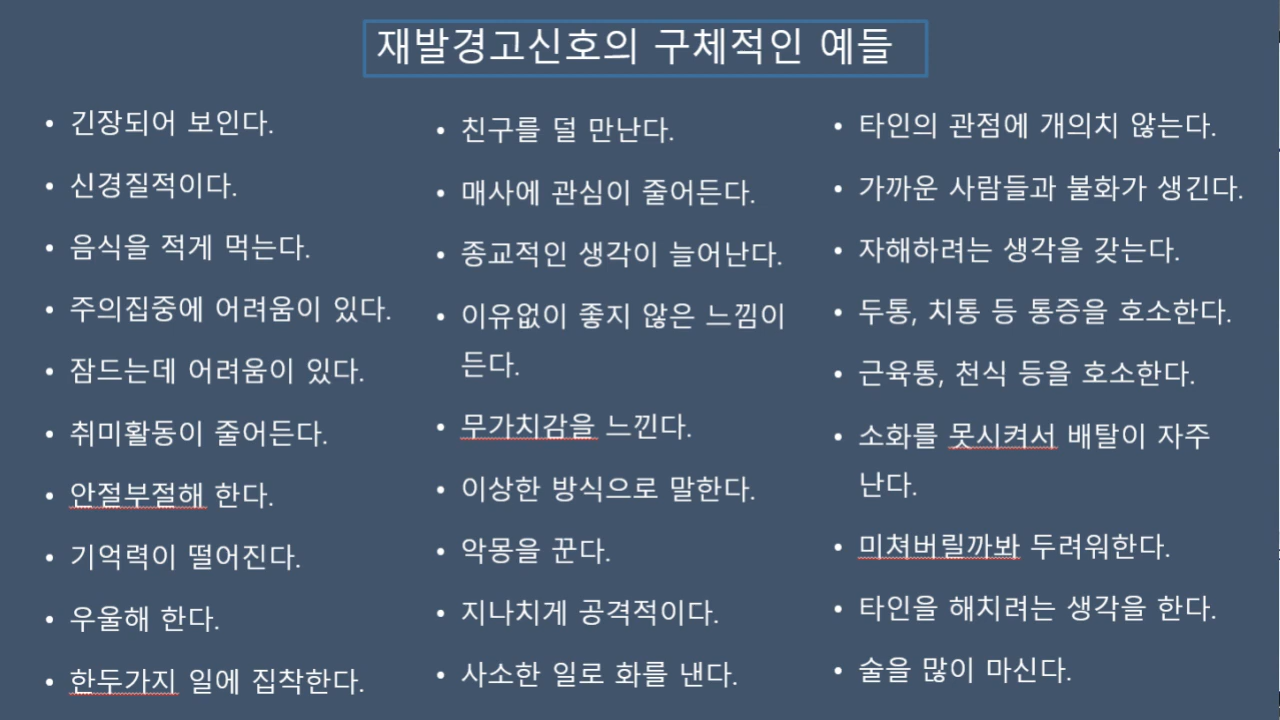 재발경고신호의 구체적인 예들
• 긴장되어 보인다.
• 신경질적이다.
• 음식을 적게 먹는다.
• 주의집중에 어려움이 있다.
• 잠드는데 어려움이 있다.
• 취미활동이 줄어든다.
• 안절부절해 한다.
• 기억력이 떨어진다.
• 우울해 한다.
• 한두가지 일에 집착한다.
• 친구를 덜 만난다.
• 매사에 관심이 줄어든다.
• 종교적인 생각이 늘어난다.
• 이유없이 좋지 않은 느낌이
든다.
• 무가치감을 느낀다.
• 이상한 방식으로 말한다.
• 악몽을 꾼다.
• 지나치게 공격적이다.
• 사소한 일로 화를 낸다.
• 타인의 관점에 개의치 않는다.
• 가까운 사람들과 불화가 생긴다.
• 자해하려는 생각을 갖는다.
• 두통, 치통 등 통증을 호소한다.
• 근육통, 천식 등을 호소한다.
• 소화를 못시켜서 배탈이 자주
난다.
• 미쳐버릴까봐 두려워한다.
• 타인을 해치려는 생각을 한다.
• 술을 많이 마신다.